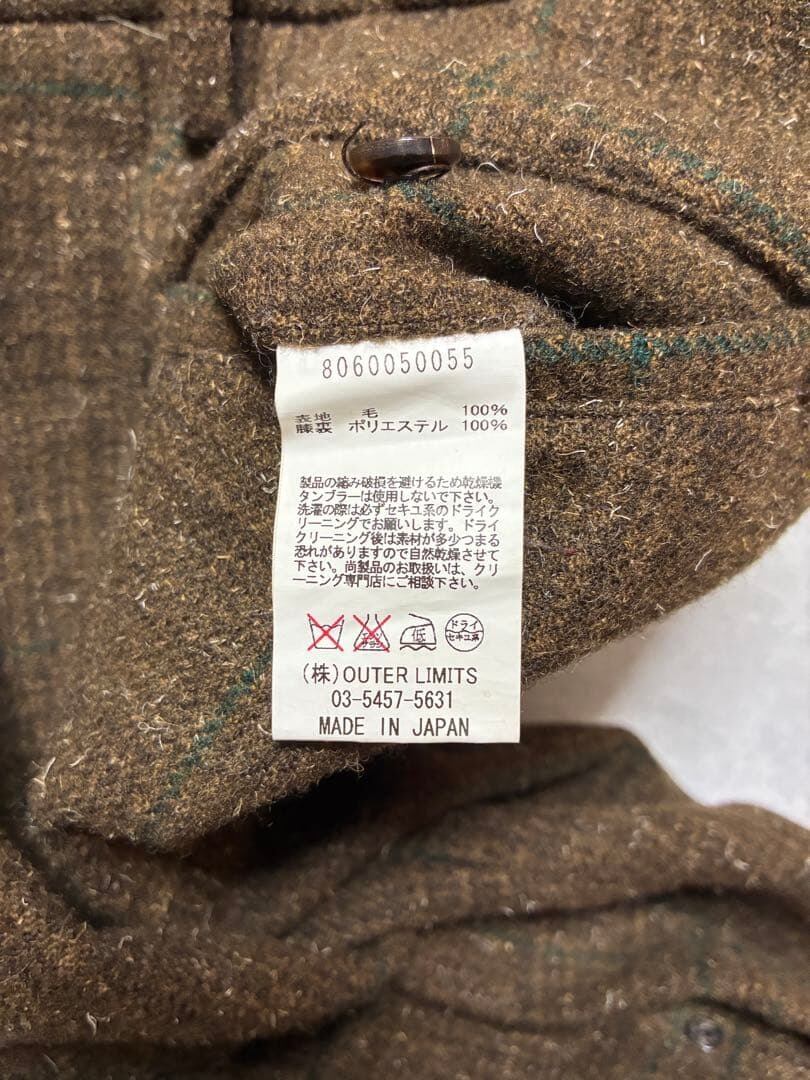 8060050055
表地 毛 100%
膝裏 ポリエステル 100%
製品の縮み破損を避けるため乾燥機
タンブラーは使用しないで下さい。
洗濯の際は必ずセキユ系のドライク
リーニングでお願いします。ドライ
クリーニング後は素材が多少つまる
恐れがありますので自然乾燥させて
下さい。尚製品のお取扱いは、クリ
ーニング専門店にご相談下さい。
エンソ
サラシ
低
ドライ
セキユ系
(株)OUTER LIMITS
03-5457-5631
MADE IN JAPAN